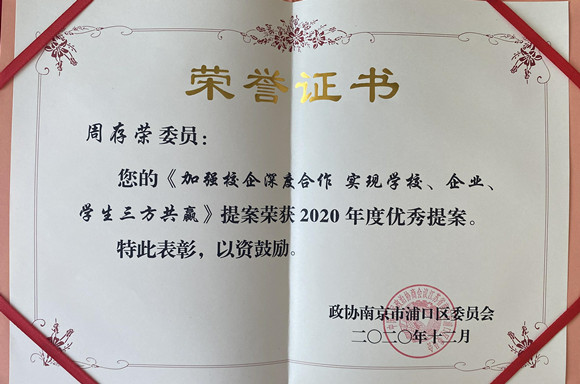 荣誉证书
周存荣委员：
您的《加强校企深度合作 实现学校、企业、
学生三方共赢》提案荣获2020年度优秀提案。
特此表彰，以资鼓励。
政协南京市浦口区委员会
二〇二〇年十二月